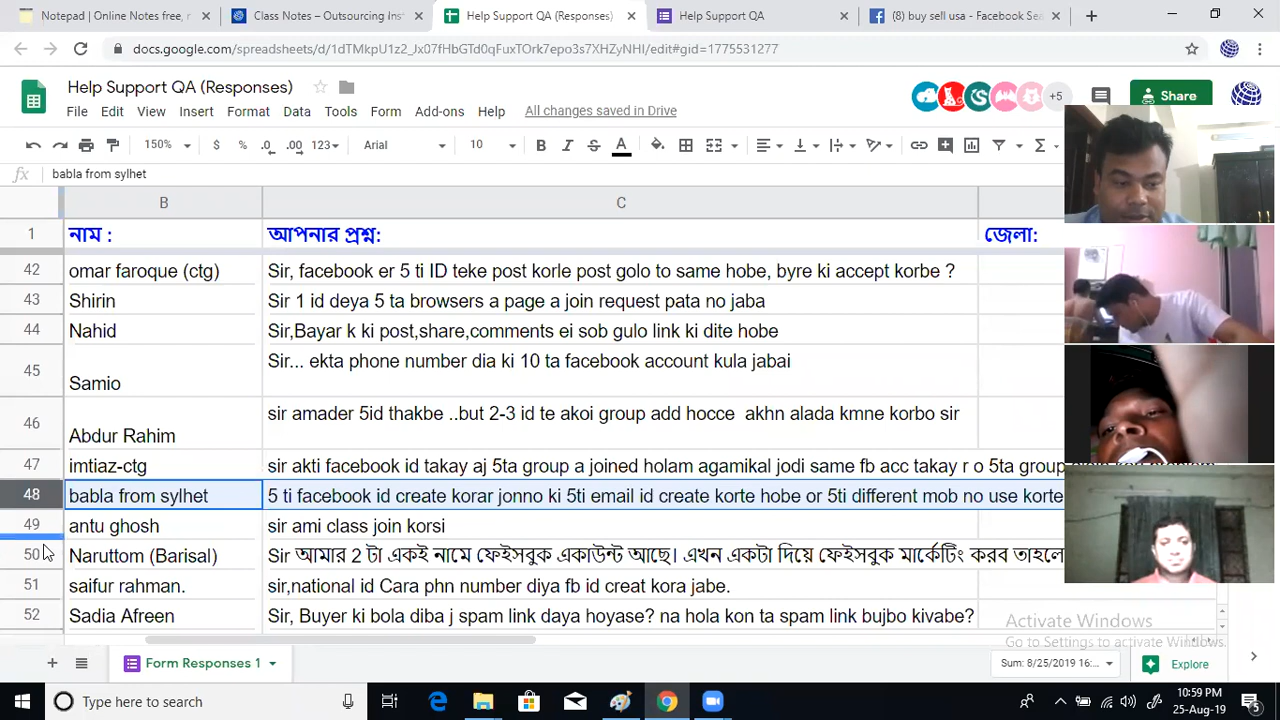 Notepad | Online Notes free, n
Class Notes – Outsourcing Inst
Help Support QA (Responses)
Help Support QA
(8) buy sell usa - Facebook Sea
docs.google.com/spreadsheets/d/1dTMkpU1z2_Jx07fHbGTd0qFuxTOrk7epo3s7XZyNHI/edit#gid=1775531277
Help Support QA (Responses)
File Edit View Insert Format Data Tools Form Add-ons Help All changes saved in Drive
+5
Share
150% $ % .0 .00 123 Arial 10 B I S A
fx babla from sylhet
B C
1 নাম : আপনার প্রশ্ন: জেলা:
42 omar faroque (ctg) Sir, facebook er 5 ti ID teke post korle post golo to same hobe, byre ki accept korbe ?
43 Shirin Sir 1 id deya 5 ta browsers a page a join request pata no jaba
44 Nahid Sir,Bayar k ki post,share,comments ei sob gulo link ki dite hobe
45 Samio Sir... ekta phone number dia ki 10 ta facebook account kula jabai
46 Abdur Rahim sir amader 5id thakbe ..but 2-3 id te akoi group add hocce akhn alada kmne korbo sir
47 imtiaz-ctg sir akti facebook id takay aj 5ta group a joined holam agamikal jodi same fb acc takay r o 5ta group
48 babla from sylhet 5 ti facebook id create korar jonno ki 5ti email id create korte hobe or 5ti different mob no use korte
49 antu ghosh sir ami class join korsi
50 Naruttom (Barisal) Sir আমার 2 টা একই নামে ফেইসবুক একাউন্ট আছে। এখন একটা দিয়ে ফেইসবুক মার্কেটিং করব তাহলে
51 saifur rahman. sir,national id Cara phn number diya fb id creat kora jabe.
52 Sadia Afreen Sir, Buyer ki bola diba j spam link daya hoyase? na hola kon ta spam link bujbo kivabe?
Activate Windows
Go to Settings to activate Windows.
Form Responses 1
Sum: 8/25/2019 16:...
Explore
Type here to search
10:59 PM
25-Aug-19
5